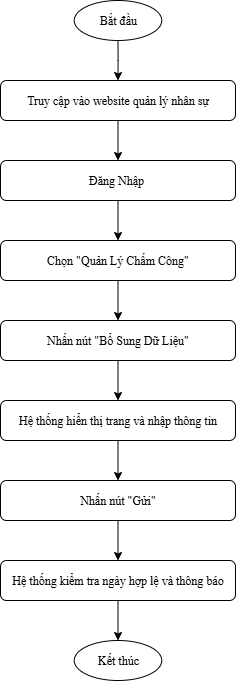 Bắt đầu
Truy cập vào website quản lý nhân sự
Đăng Nhập
Chọn "Quản Lý Chấm Công"
Nhấn nút "Bổ Sung Dữ Liệu"
Hệ thống hiển thị trang và nhập thông tin
Nhấn nút "Gửi"
Hệ thống kiểm tra ngày hợp lệ và thông báo
Kết thúc